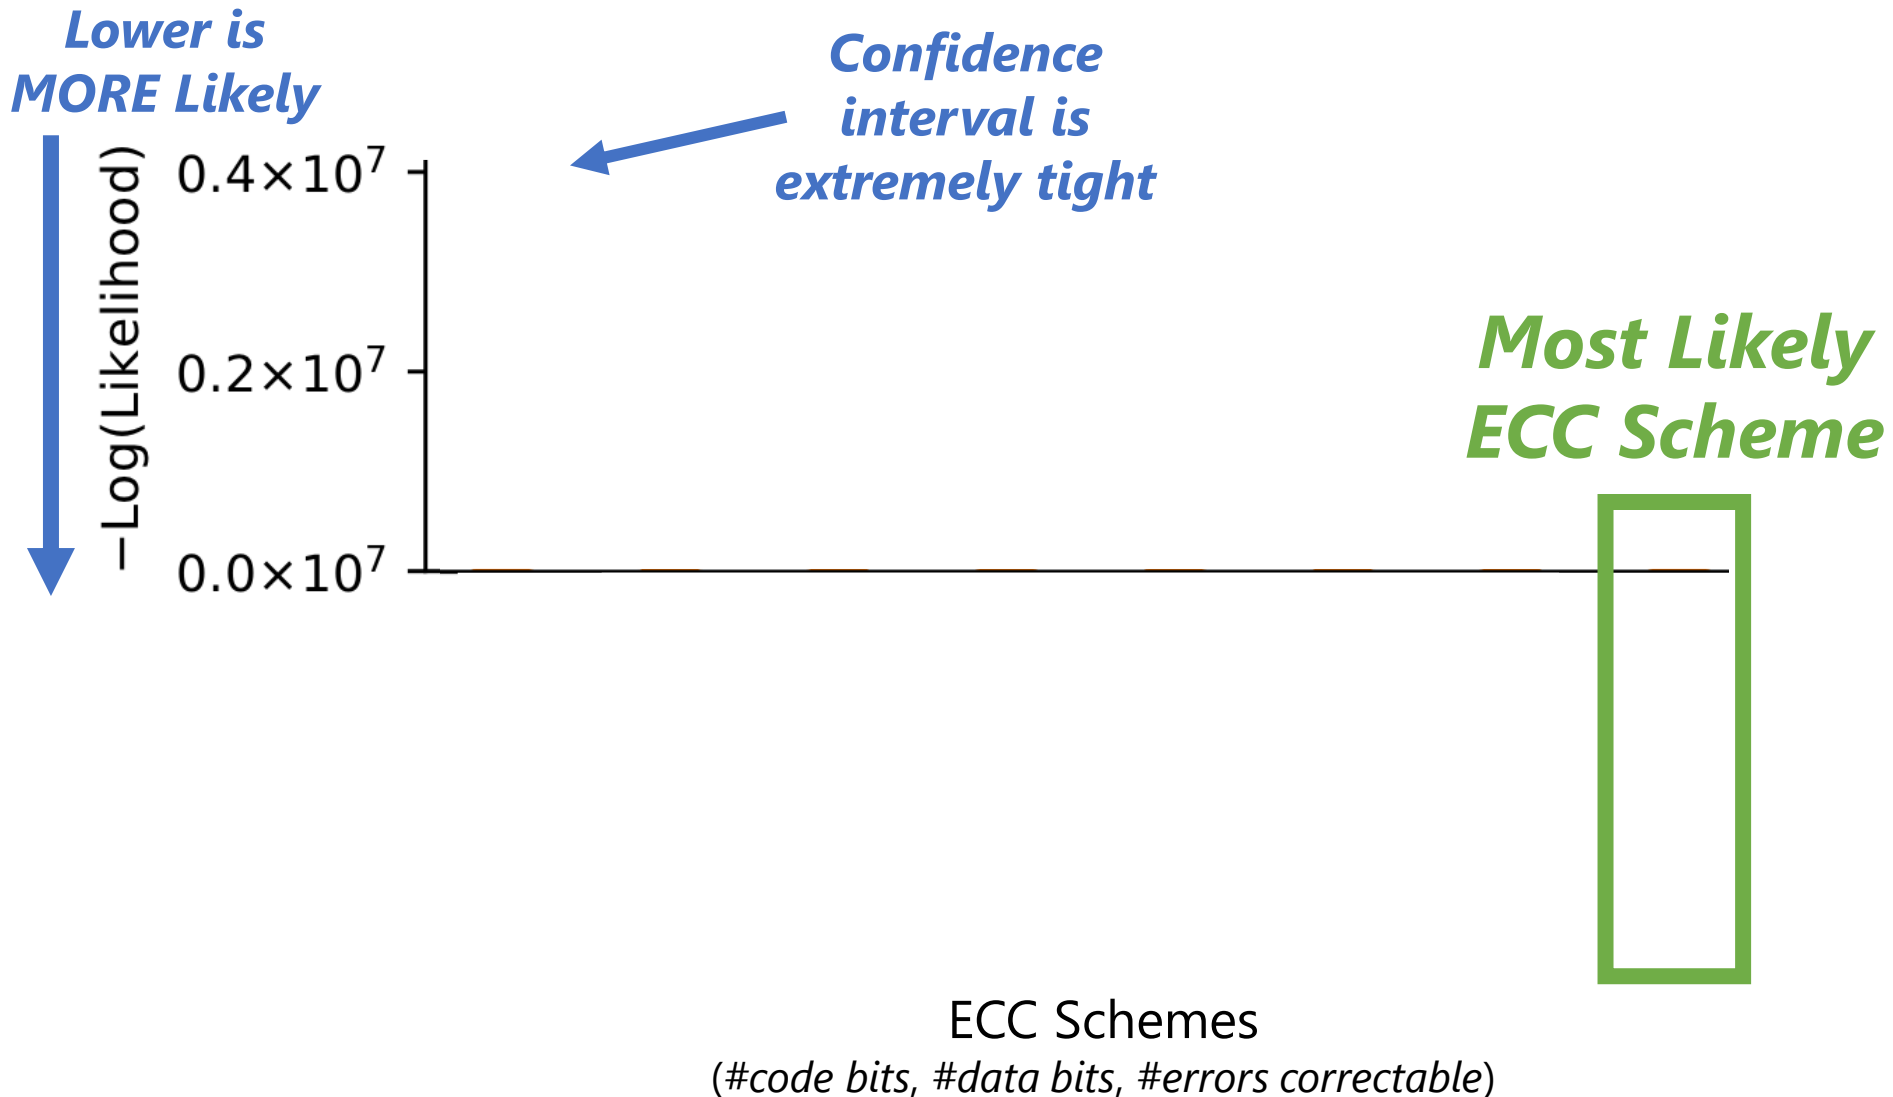 Lower is
MORE Likely
Confidence
interval is
extremely tight
−Log(Likelihood)
0.4×10⁷
0.2×10⁷
0.0×10⁷
Most Likely
ECC Scheme
ECC Schemes
(#code bits, #data bits, #errors correctable)